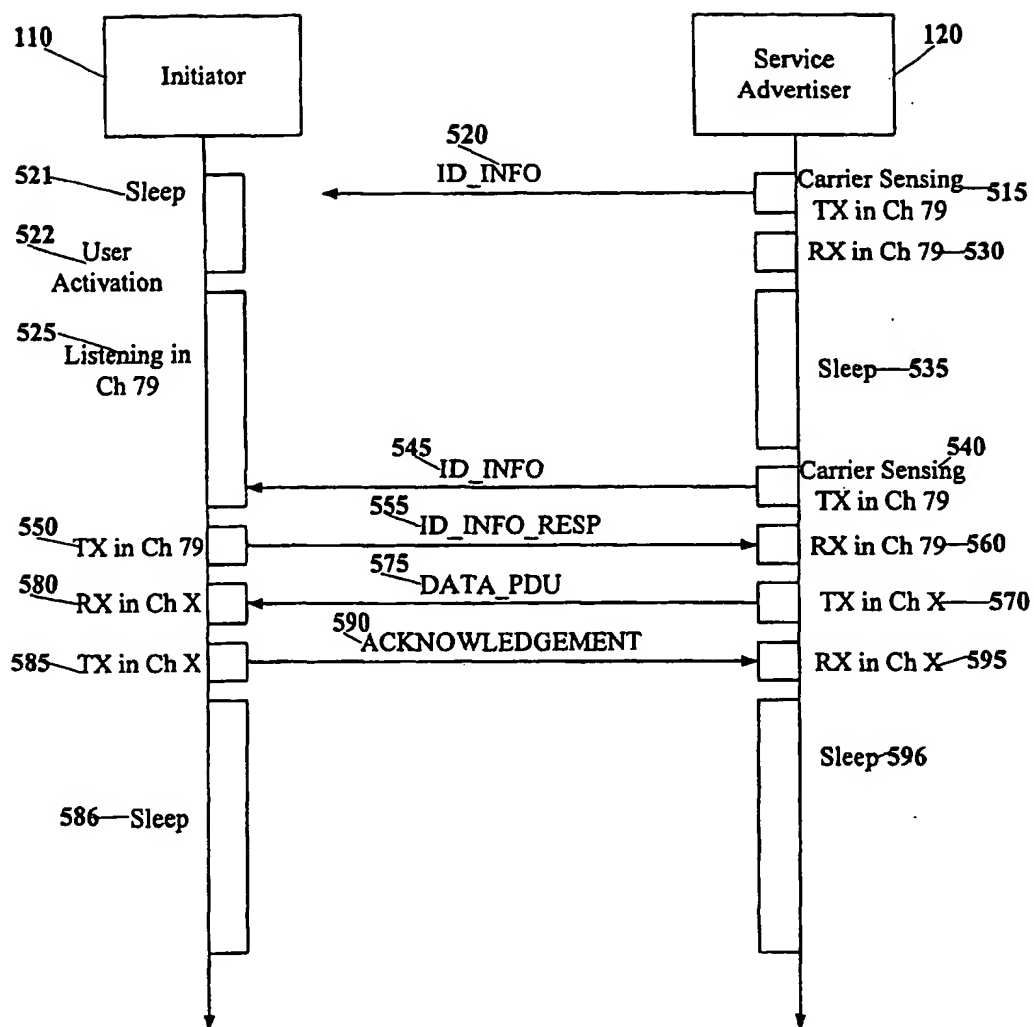 110
Initiator
Service
Advertiser
120
520
ID_INFO
521
Sleep
Carrier Sensing
TX in Ch 79
515
522
User
Activation
RX in Ch 79
530
525
Listening in
Ch 79
Sleep
535
545
ID_INFO
540
Carrier Sensing
TX in Ch 79
550
TX in Ch 79
555
ID_INFO_RESP
RX in Ch 79
560
580
RX in Ch X
575
DATA_PDU
TX in Ch X
570
585
TX in Ch X
590
ACKNOWLEDGEMENT
RX in Ch X
595
Sleep
596
586
Sleep